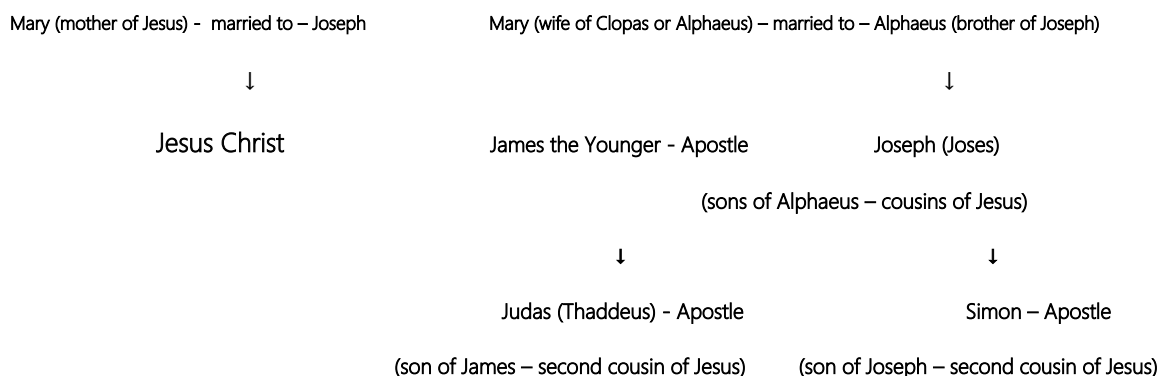 Mary (mother of Jesus) -  married to – Joseph Mary (wife of Clopas or Alphaeus) – married to – Alphaeus (brother of Joseph)
↓ ↓
Jesus Christ James the Younger - Apostle Joseph (Joses)
(sons of Alphaeus – cousins of Jesus)
↓ ↓
Judas (Thaddeus) - Apostle Simon – Apostle
(son of James – second cousin of Jesus) (son of Joseph – second cousin of Jesus)